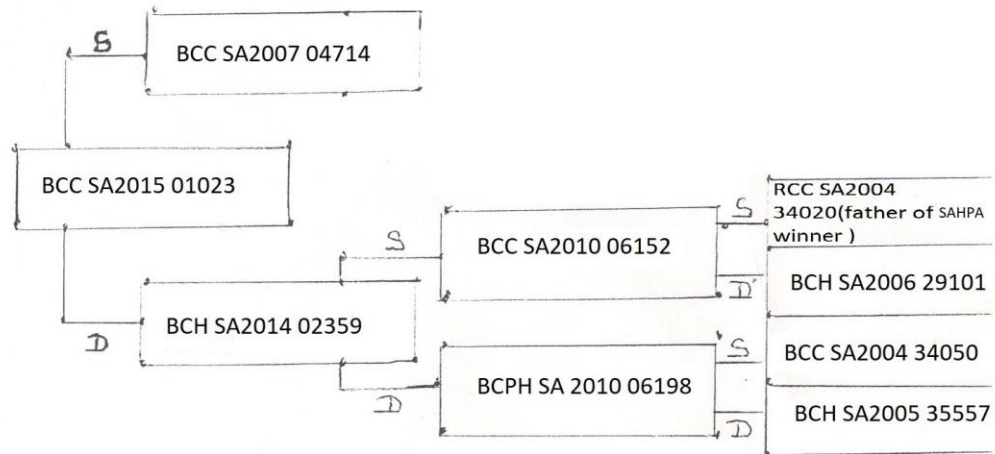 S
BCC SA2007 04714
BCC SA2015 01023
RCC SA2004
34020(father of SAHPA
winner )
S
S
BCC SA2010 06152
D
BCH SA2006 29101
BCH SA2014 02359
D
S
BCC SA2004 34050
BCPH SA 2010 06198
D
D
BCH SA2005 35557